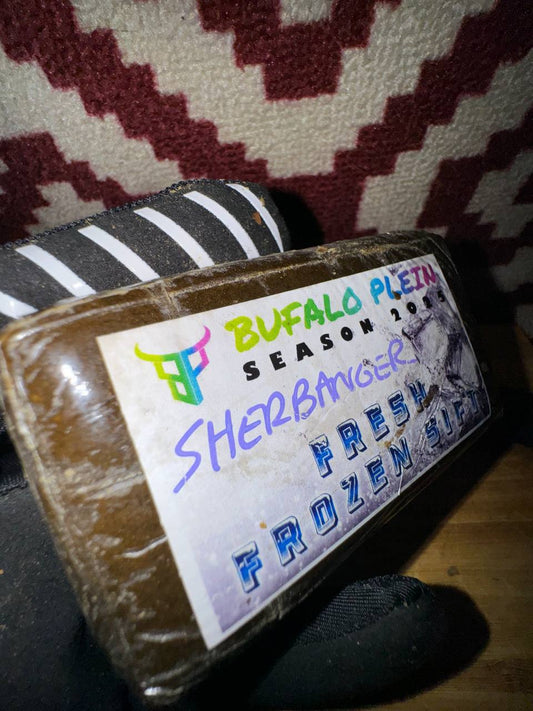 BUFALO PLEIN
SEASON 2025
SHERBANGER
FRESH
FROZEN SIFT